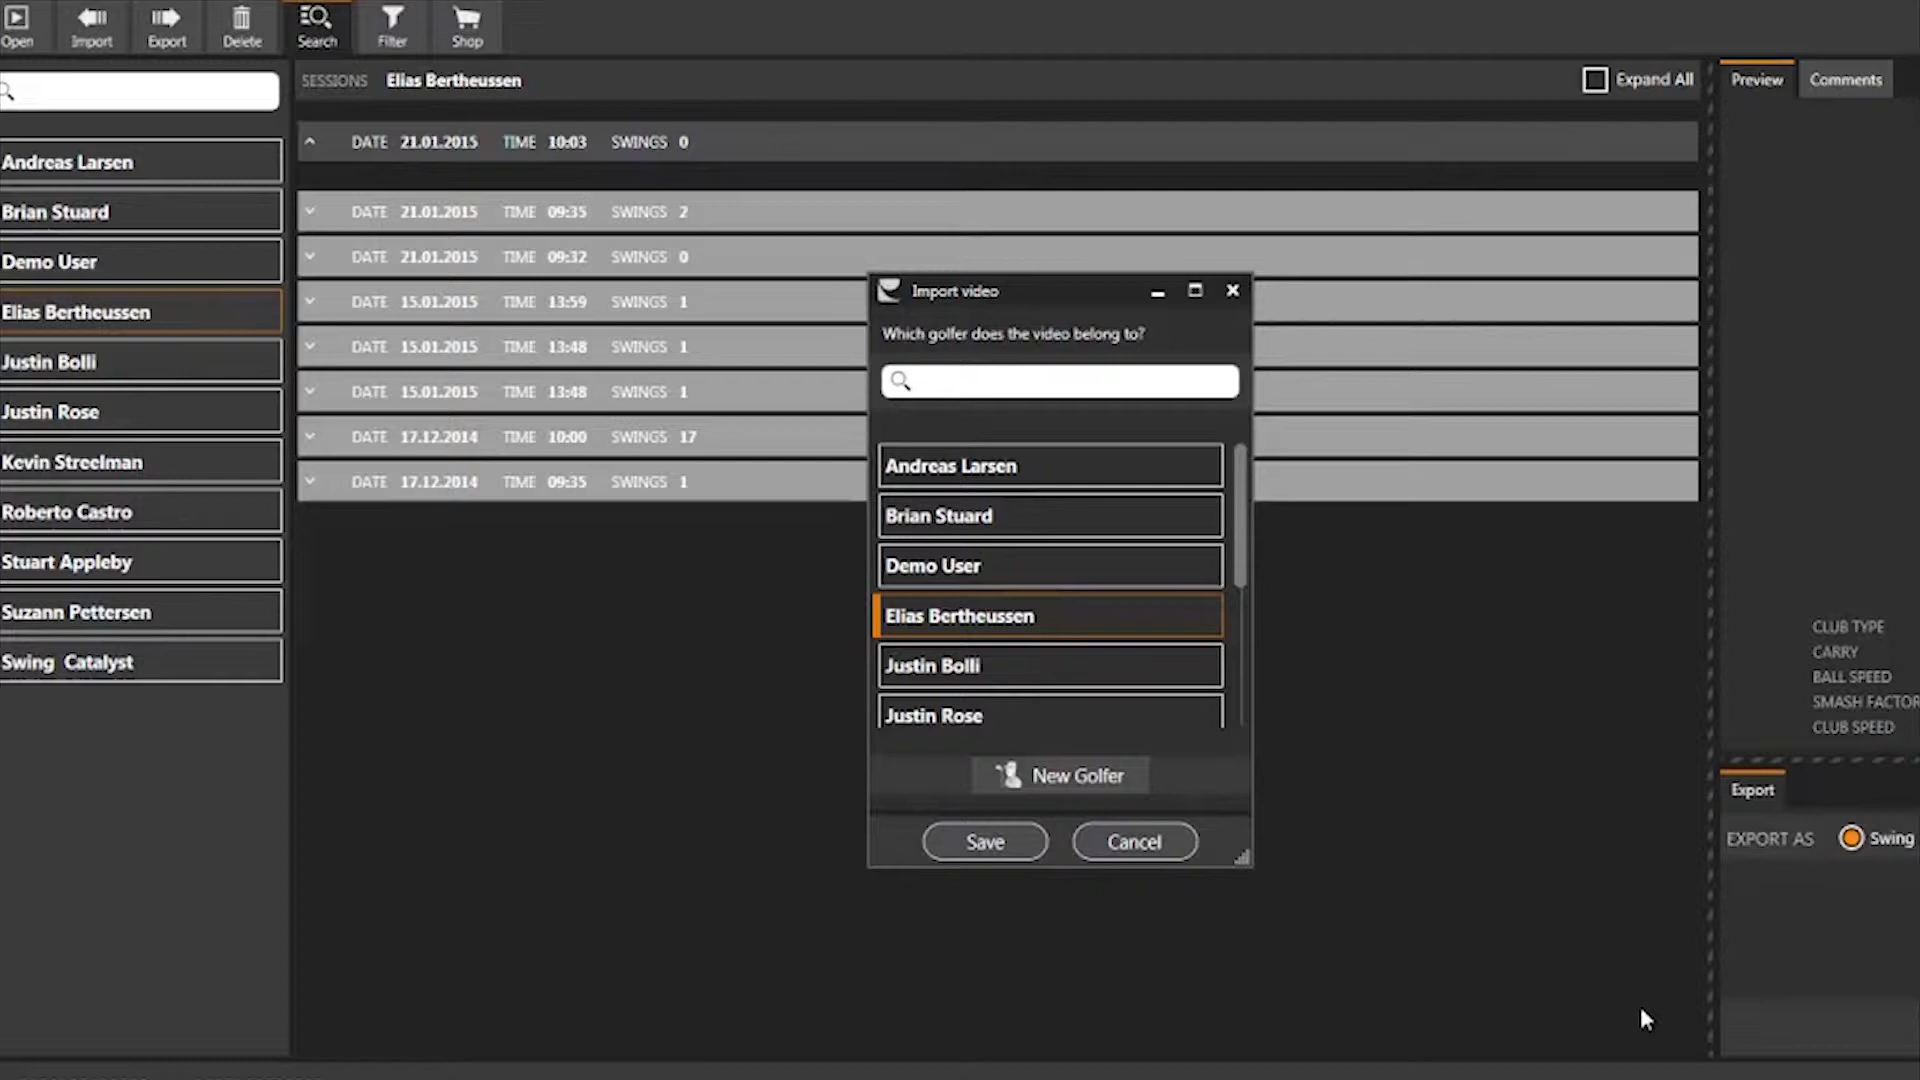 Open Import Export Delete Search Filter Shop
SESSIONS Elias Bertheussen Expand All
Preview Comments
Andreas Larsen
Brian Stuard
Demo User
Elias Bertheussen
Justin Bolli
Justin Rose
Kevin Streelman
Roberto Castro
Stuart Appleby
Suzann Pettersen
Swing Catalyst
DATE 21.01.2015 TIME 10:03 SWINGS 0
DATE 21.01.2015 TIME 09:35 SWINGS 2
DATE 21.01.2015 TIME 09:32 SWINGS 0
DATE 15.01.2015 TIME 13:59 SWINGS 1
DATE 15.01.2015 TIME 13:48 SWINGS 1
DATE 15.01.2015 TIME 13:48 SWINGS 1
DATE 17.12.2014 TIME 10:00 SWINGS 17
DATE 17.12.2014 TIME 09:35 SWINGS 1
Import video
Which golfer does the video belong to?
Andreas Larsen
Brian Stuard
Demo User
Elias Bertheussen
Justin Bolli
Justin Rose
New Golfer
Save Cancel
CLUB TYPE
CARRY
BALL SPEED
SMASH FACTOR
CLUB SPEED
Export
EXPORT AS Swing